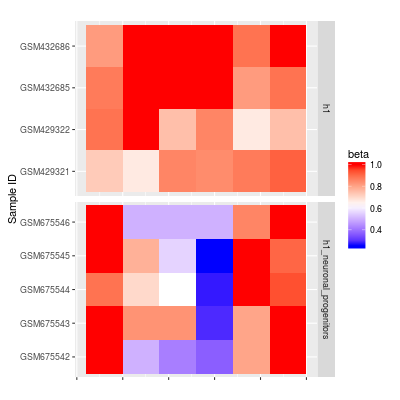 GSM432686
GSM432685
GSM429322
GSM429321
h1
GSM675546
GSM675545
GSM675544
GSM675543
GSM675542
h1_neuronal_progenitors
Sample ID
beta
1.0
0.8
0.6
0.4